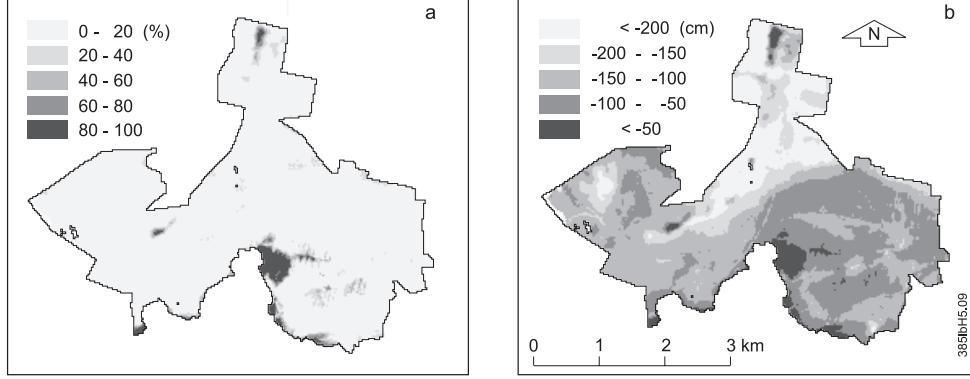 a
0 - 20 (%)
20 - 40
40 - 60
60 - 80
80 - 100
b
< -200 (cm)
-200 - -150
-150 - -100
-100 - -50
< -50
N
0 1 2 3 km
385IbH5.09